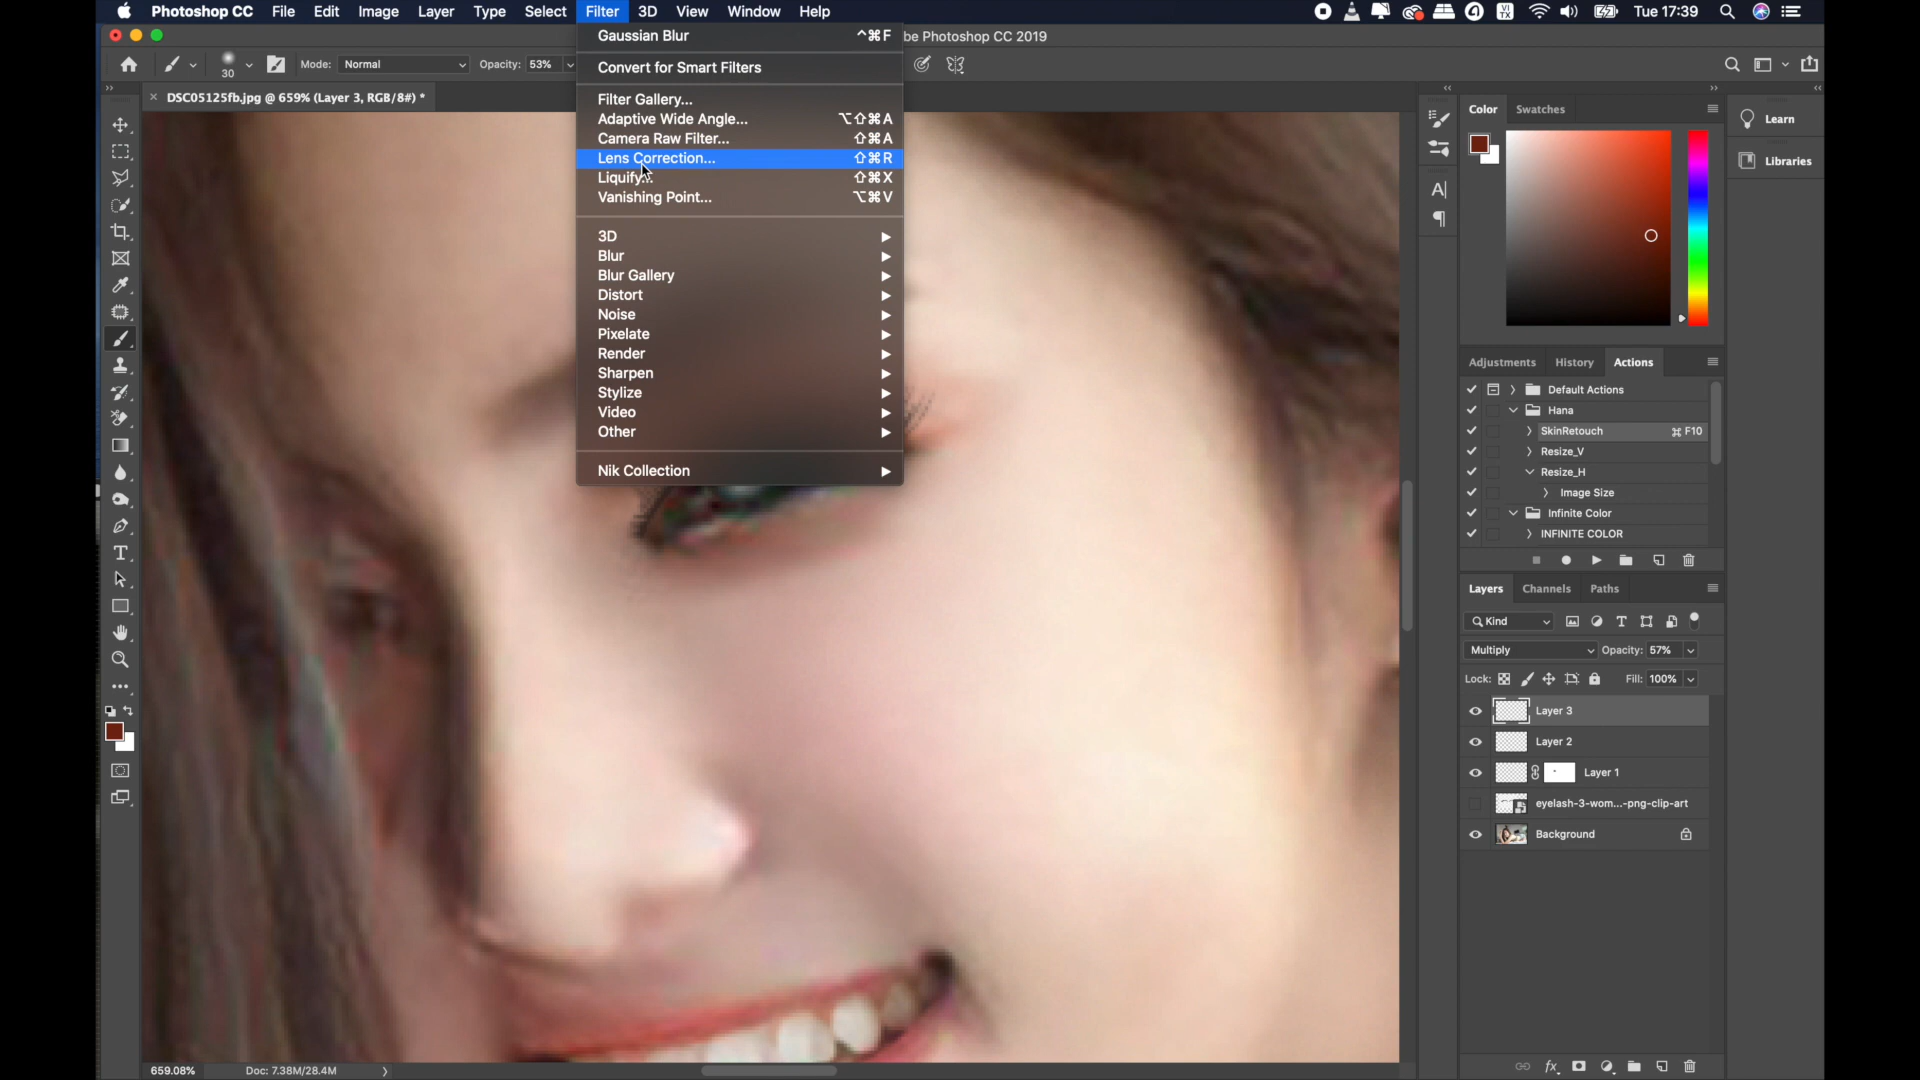 Photoshop CC File Edit Image Layer Type Select Filter 3D View Window Help
VI
TX
Tue 17:39
be Photoshop CC 2019
30
Mode: Normal Opacity: 53%
DSC05125fb.jpg @ 659% (Layer 3, RGB/8#) *
Gaussian Blur ^⌘F
Convert for Smart Filters
Filter Gallery...
Adaptive Wide Angle... ⌥⇧⌘A
Camera Raw Filter... ⇧⌘A
Lens Correction... ⇧⌘R
Liquify... ⇧⌘X
Vanishing Point... ⌥⌘V
3D
Blur
Blur Gallery
Distort
Noise
Pixelate
Render
Sharpen
Stylize
Video
Other
Nik Collection
Color Swatches
Learn
Libraries
Adjustments History Actions
Default Actions
Hana
SkinRetouch ⌘ F10
Resize_V
Resize_H
Image Size
Infinite Color
INFINITE COLOR
Layers Channels Paths
Kind
Multiply Opacity: 57%
Lock: Fill: 100%
Layer 3
Layer 2
Layer 1
eyelash-3-wom...-png-clip-art
Background
659.08% Doc: 7.38M/28.4M